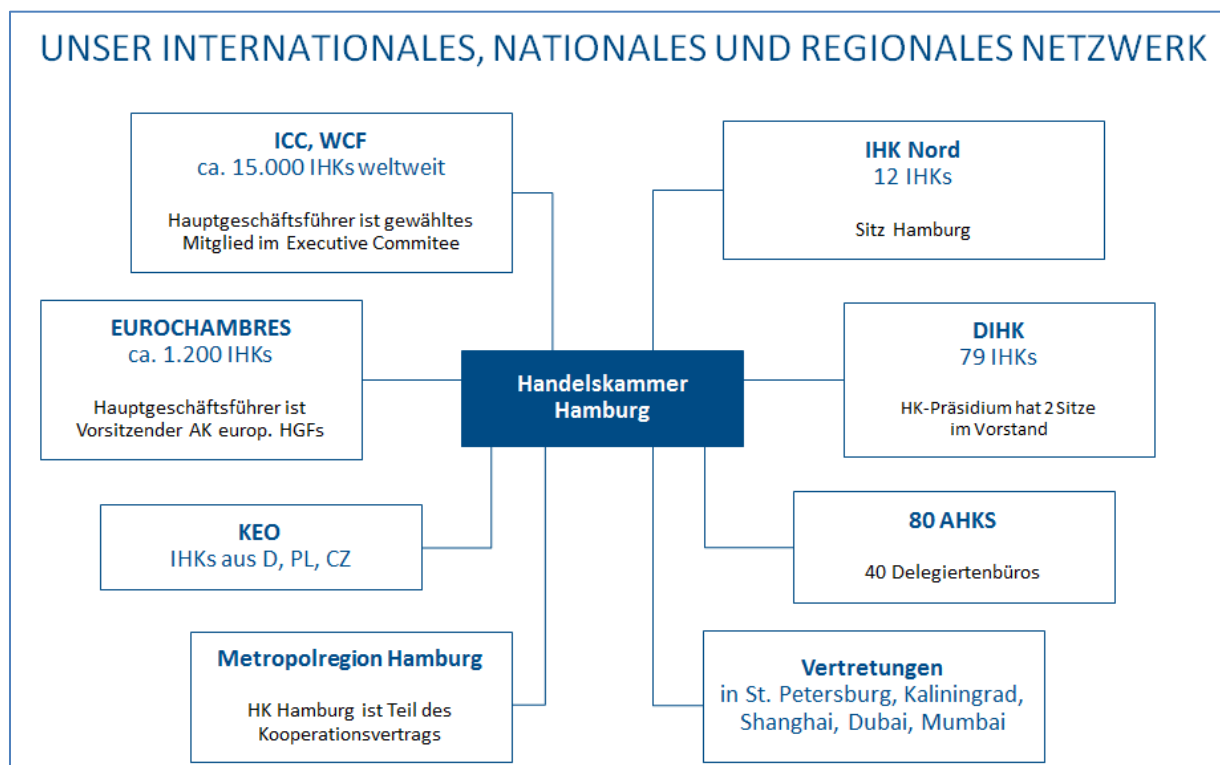 UNSER INTERNATIONALES, NATIONALES UND REGIONALES NETZWERK
ICC, WCF
ca. 15.000 IHKs weltweit
Hauptgeschäftsführer ist gewähltes
Mitglied im Executive Commitee
IHK Nord
12 IHKs
Sitz Hamburg
EUROCHAMBRES
ca. 1.200 IHKs
Hauptgeschäftsführer ist
Vorsitzender AK europ. HGFs
Handelskammer
Hamburg
DIHK
79 IHKs
HK-Präsidium hat 2 Sitze
im Vorstand
KEO
IHKs aus D, PL, CZ
80 AHKS
40 Delegiertenbüros
Metropolregion Hamburg
HK Hamburg ist Teil des
Kooperationsvertrags
Vertretungen
in St. Petersburg, Kaliningrad,
Shanghai, Dubai, Mumbai